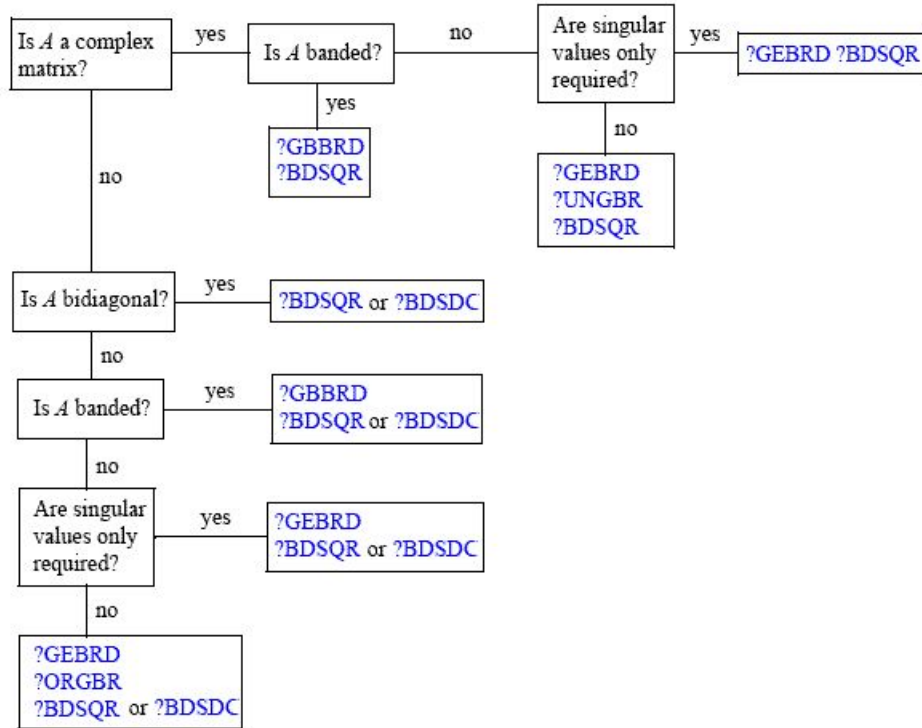 Is A a complex
matrix?
yes
Is A banded?
no
Are singular
values only
required?
yes
?GEBRD ?BDSQR
yes
?GBBRD
?BDSQR
no
?GEBRD
?UNGBR
?BDSQR
no
Is A bidiagonal?
yes
?BDSQR or ?BDSDC
no
Is A banded?
yes
?GBBRD
?BDSQR or ?BDSDC
no
Are singular
values only
required?
yes
?GEBRD
?BDSQR or ?BDSDC
no
?GEBRD
?ORGBR
?BDSQR or ?BDSDC